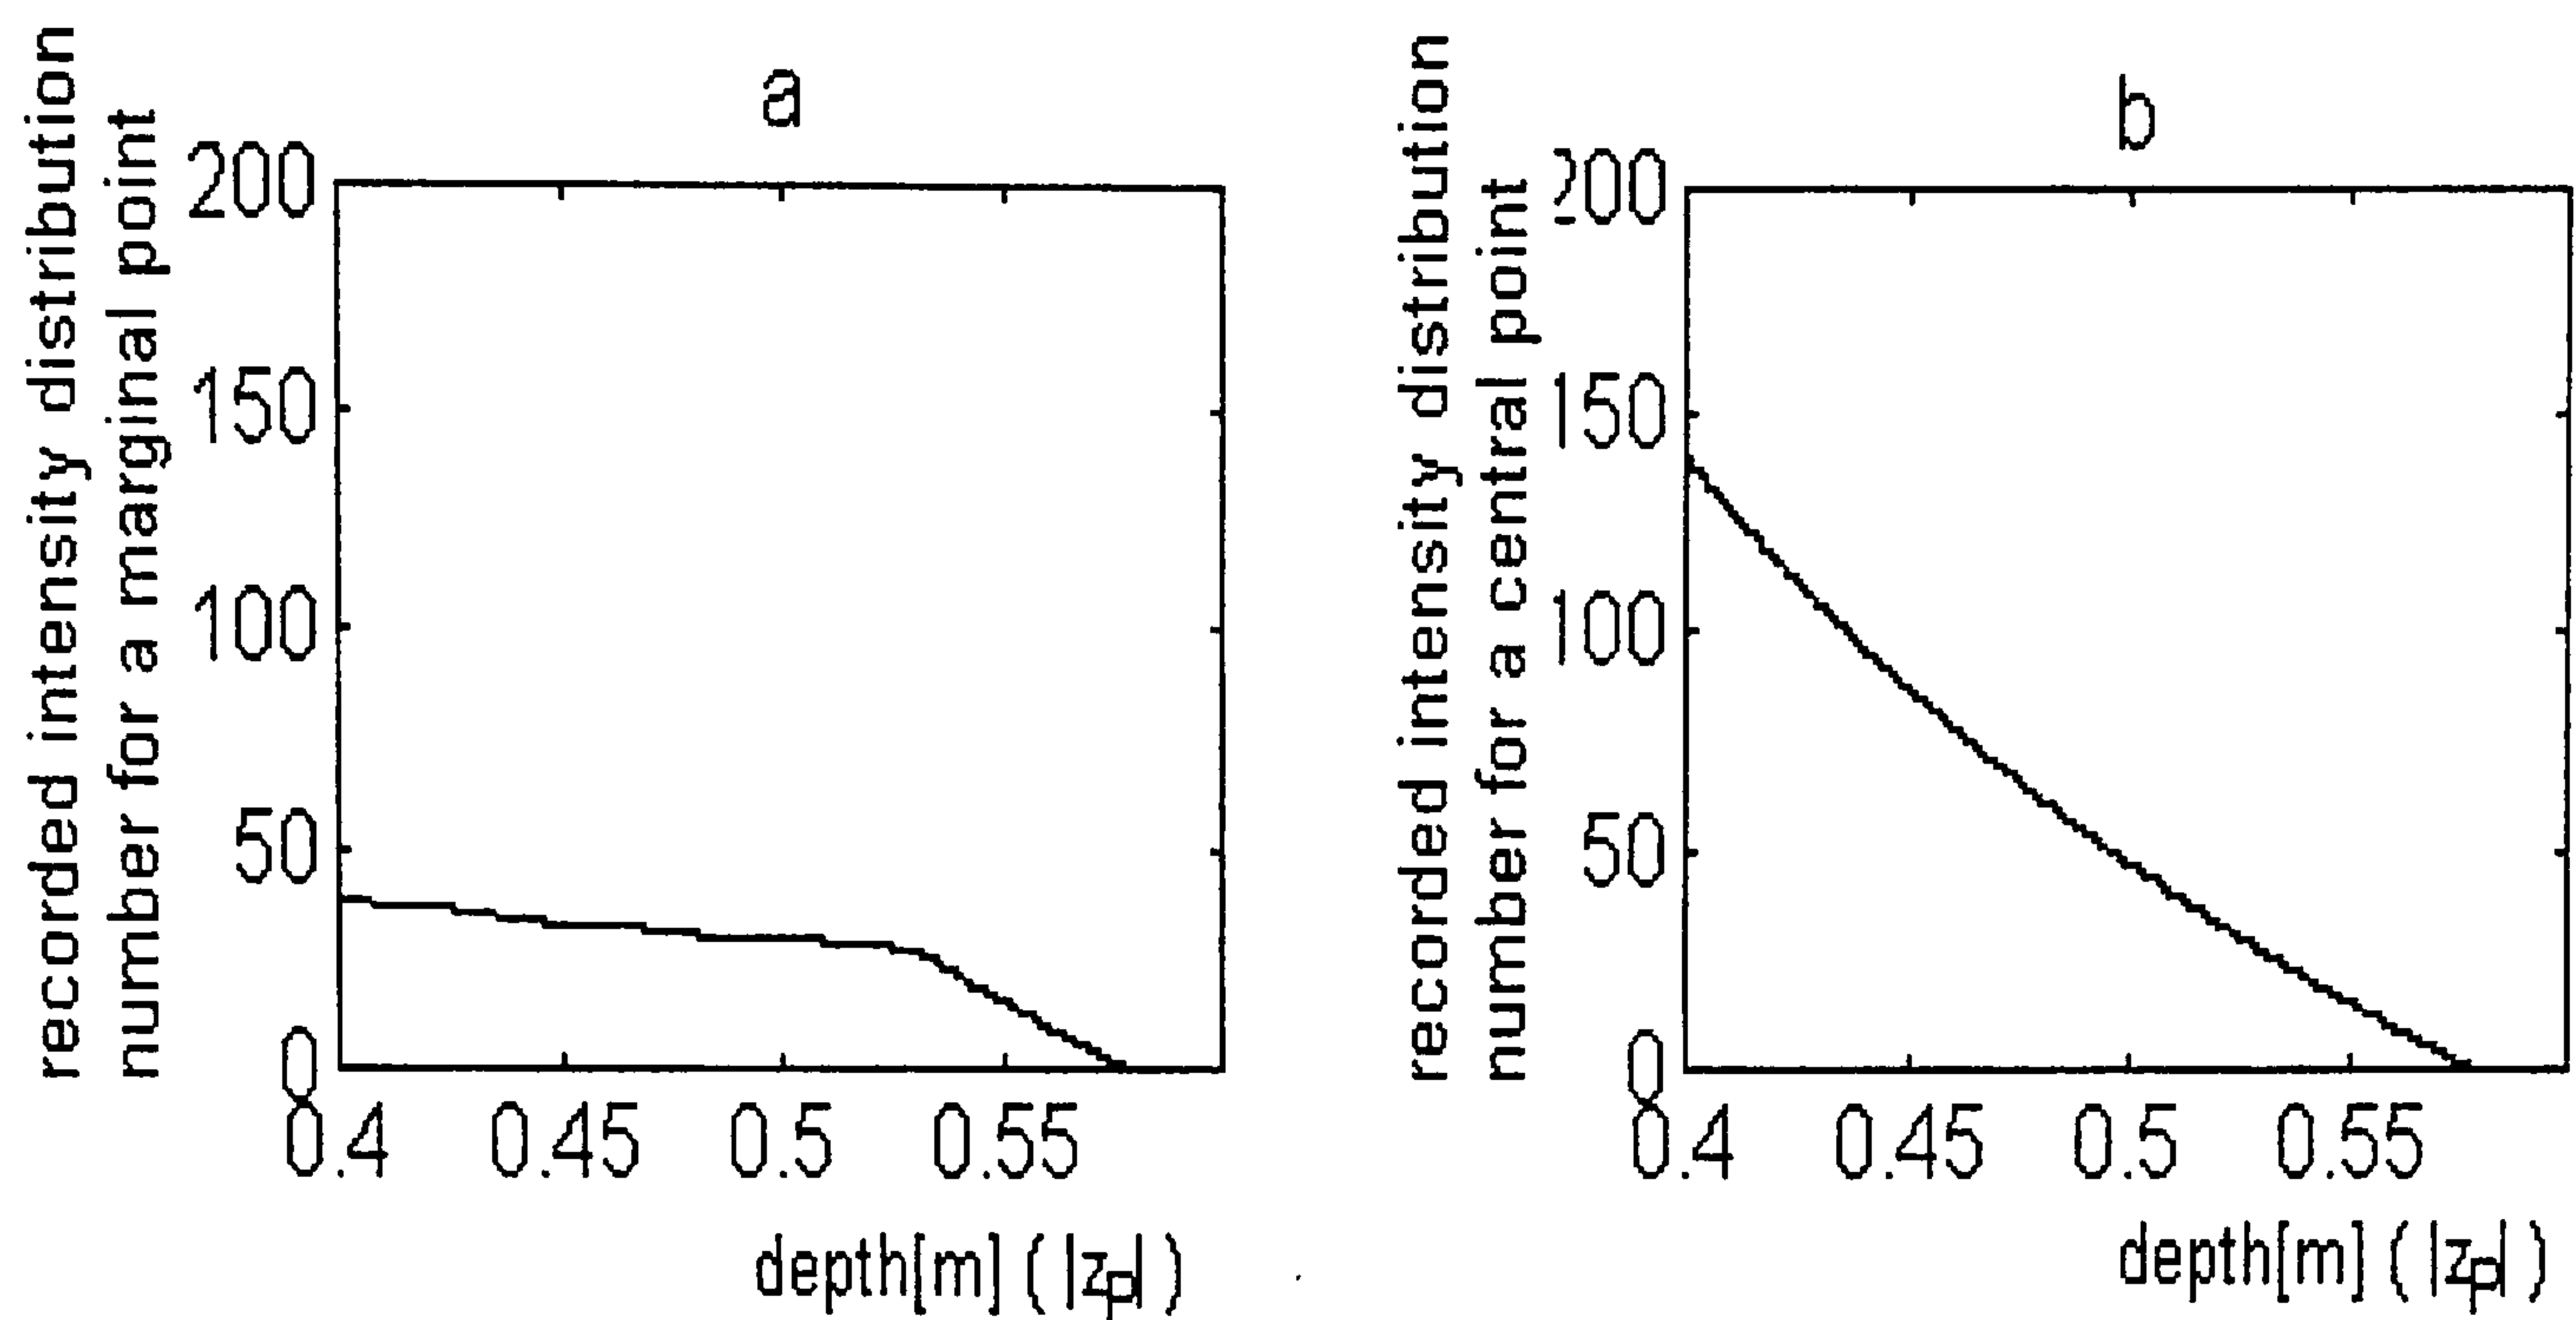 recorded intensity distribution
number for a marginal point
a
200
150
100
50
0
0.4 0.45 0.5 0.55
depth[m] ( |zp| )
recorded intensity distribution
number for a central point
b
200
150
100
50
0
0.4 0.45 0.5 0.55
depth[m] ( |zp| )